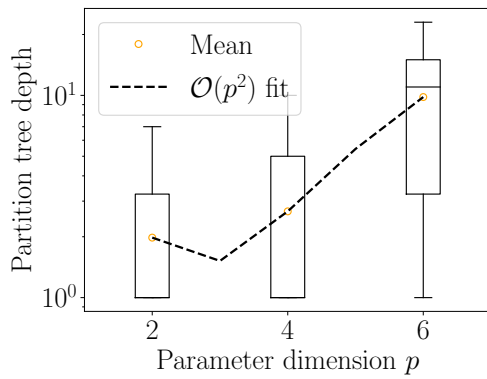 Mean
𝒪(p²) fit
Partition tree depth
10¹
10⁰
2
4
6
Parameter dimension p